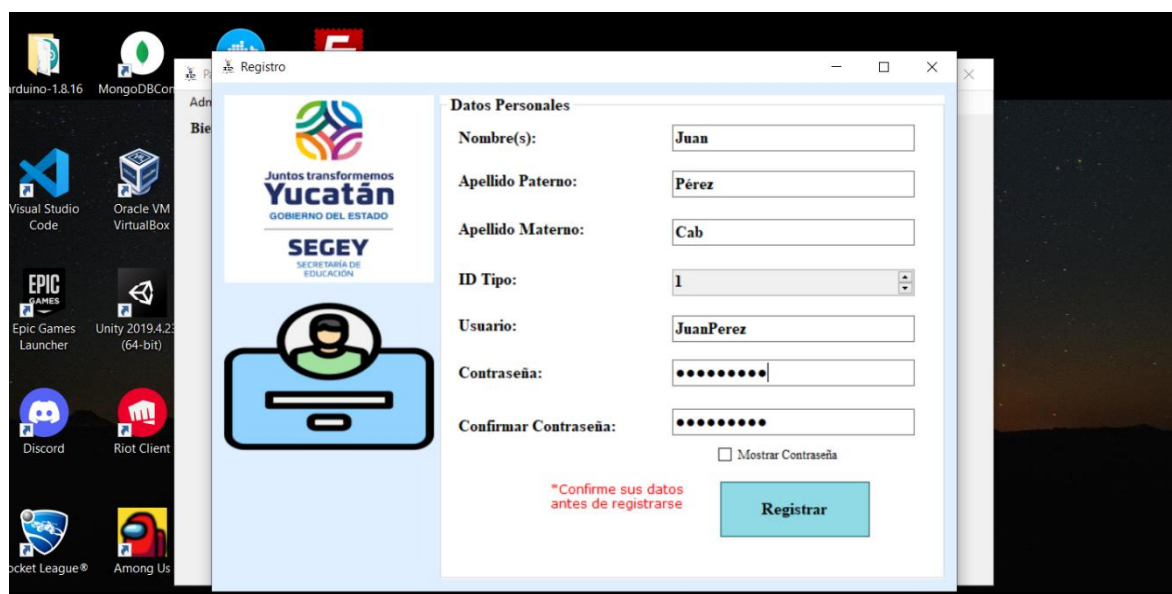 arduino-1.8.16
MongoDBCon
Visual Studio
Code
Oracle VM
VirtualBox
EPIC
GAMES
Epic Games
Launcher
Unity 2019.4.23
(64-bit)
Discord
Riot Client
ocket League®
Among Us
Adn
Bie
Registro
Juntos transformemos
Yucatán
GOBIERNO DEL ESTADO
SEGEY
SECRETARÍA DE
EDUCACIÓN
Datos Personales
Nombre(s): Juan
Apellido Paterno: Pérez
Apellido Materno: Cab
ID Tipo: 1
Usuario: JuanPerez
Contraseña: ●●●●●●●●●
Confirmar Contraseña: ●●●●●●●●●
Mostrar Contraseña
*Confirme sus datos
antes de registrarse
Registrar